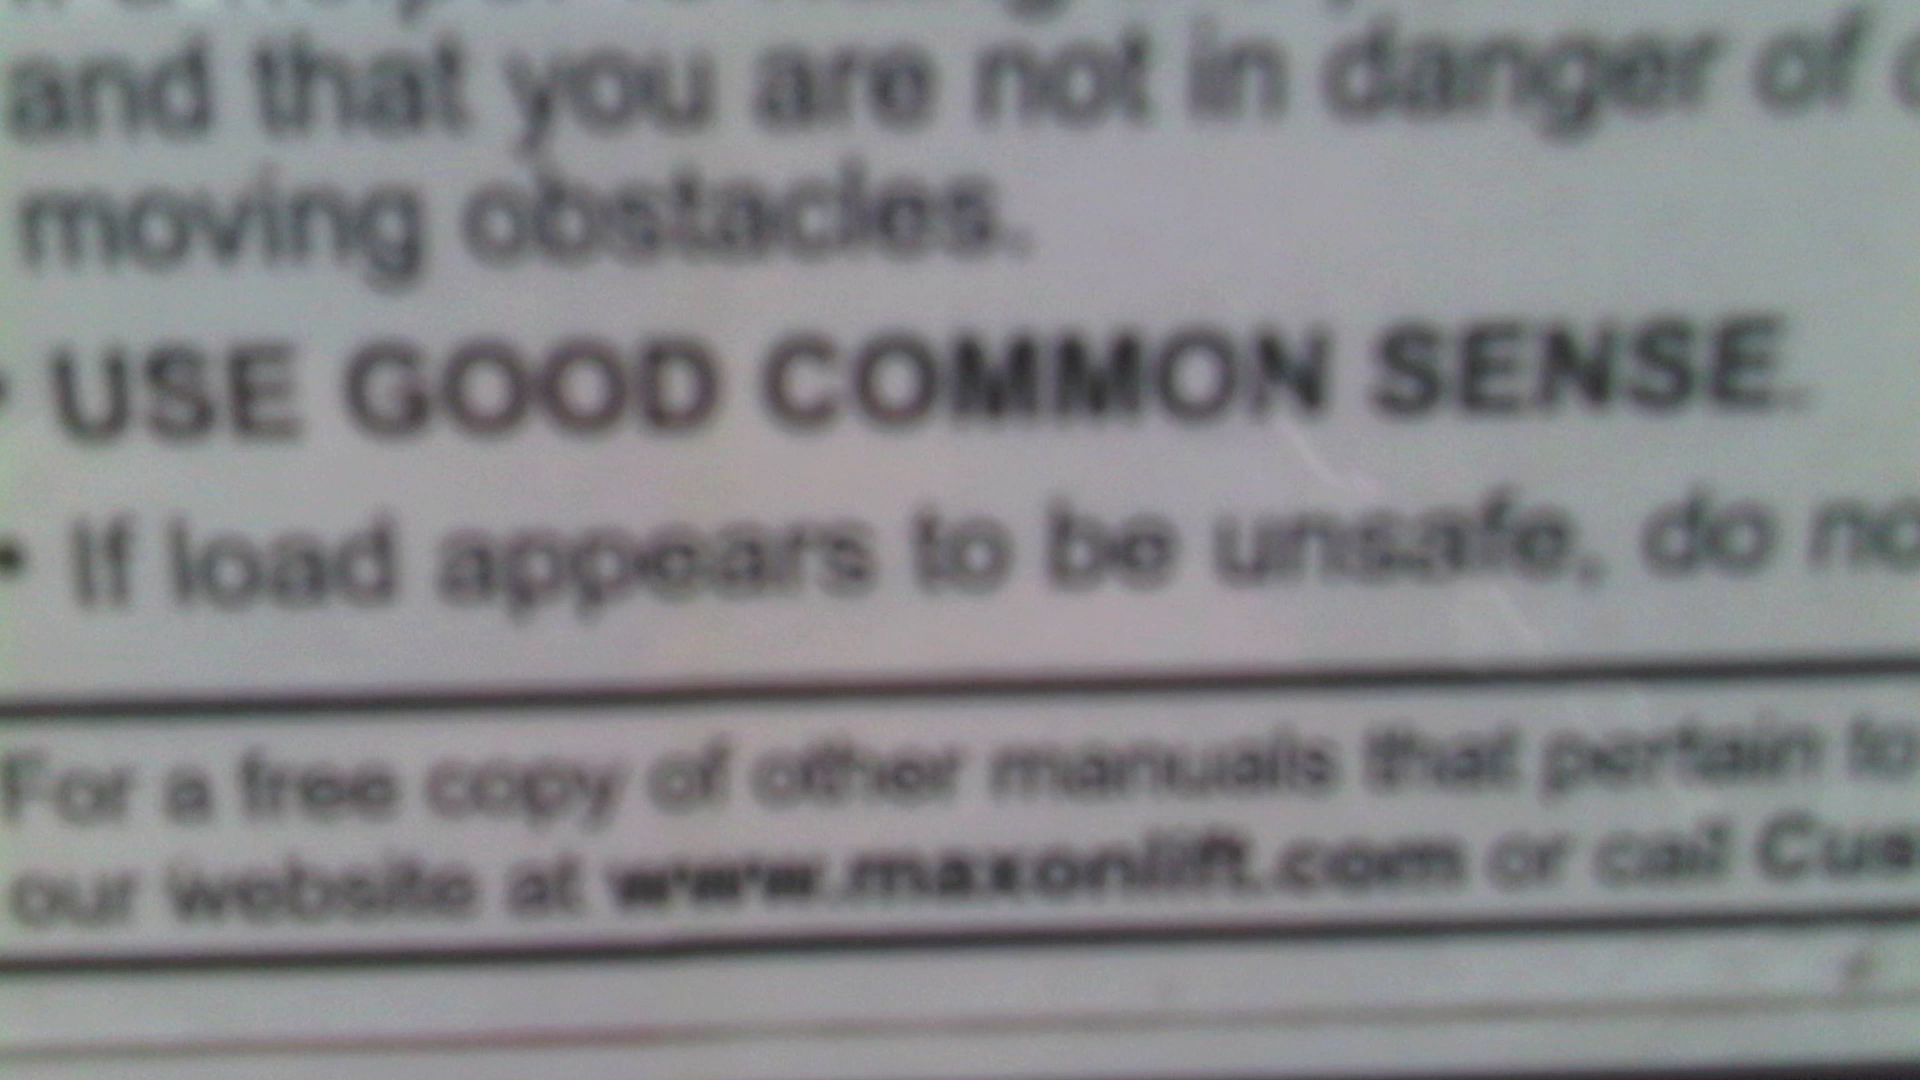 and that you are not in danger of
moving obstacles.
• USE GOOD COMMON SENSE.
• If load appears to be unsafe, do
For a free copy of other manuals that pertain to
our website at www.maxonlift.com or call